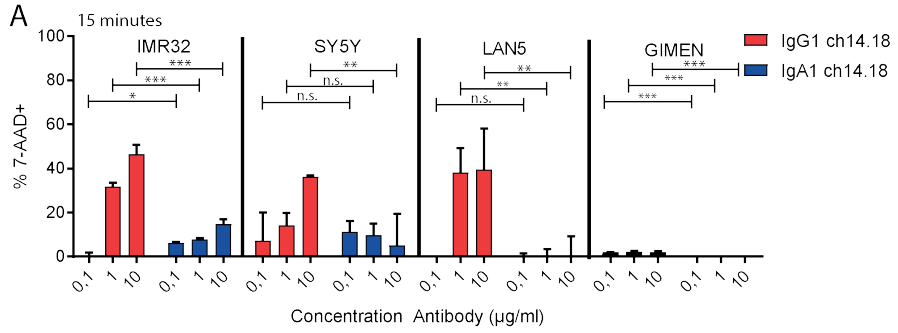 A
15 minutes
100
80
60
40
20
0
% 7-AAD+
IMR32
SY5Y
LAN5
GIMEN
IgG1 ch14.18
IgA1 ch14.18
***
***
*
**
n.s.
n.s.
**
**
n.s.
***
***
***
0,1 1 10 0,1 1 10 0,1 1 10 0,1 1 10 0,1 1 10 0,1 1 10 0,1 1 10 0,1 1 10
Concentration Antibody (µg/ml)